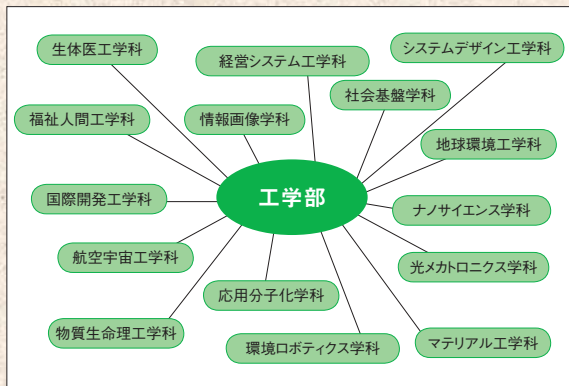 生体医工学科
経営システム工学科
システムデザイン工学科
社会基盤学科
福祉人間工学科
情報画像学科
地球環境工学科
工学部
国際開発工学科
ナノサイエンス学科
航空宇宙工学科
光メカトロニクス学科
応用分子化学科
物質生命理工学科
環境ロボティクス学科
マテリアル工学科